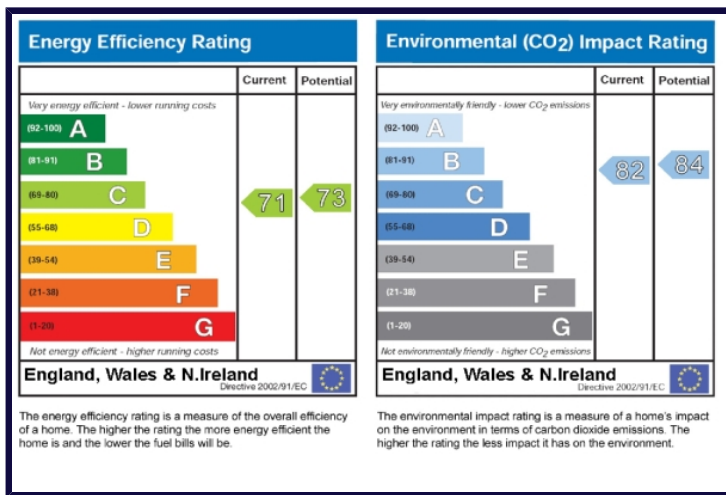 Energy Efficiency Rating
Current Potential
Very energy efficient - lower running costs
(92-100) A
(81-91) B
(69-80) C
71 73
(55-68) D
(39-54) E
(21-38) F
(1-20) G
Not energy efficient - higher running costs
England, Wales & N.Ireland
Directive 2002/91/EC
The energy efficiency rating is a measure of the overall efficiency
of a home. The higher the rating the more energy efficient the
home is and the lower the fuel bills will be.
Environmental (CO2) Impact Rating
Current Potential
Very environmentally friendly - lower CO2 emissions
(92-100) A
(81-91) B
82 84
(69-80) C
(55-68) D
(39-54) E
(21-38) F
(1-20) G
Not environmentally friendly - higher CO2 emissions
England, Wales & N.Ireland
Directive 2002/91/EC
The environmental impact rating is a measure of a home's impact
on the environment in terms of carbon dioxide emissions. The
higher the rating the less impact it has on the environment.